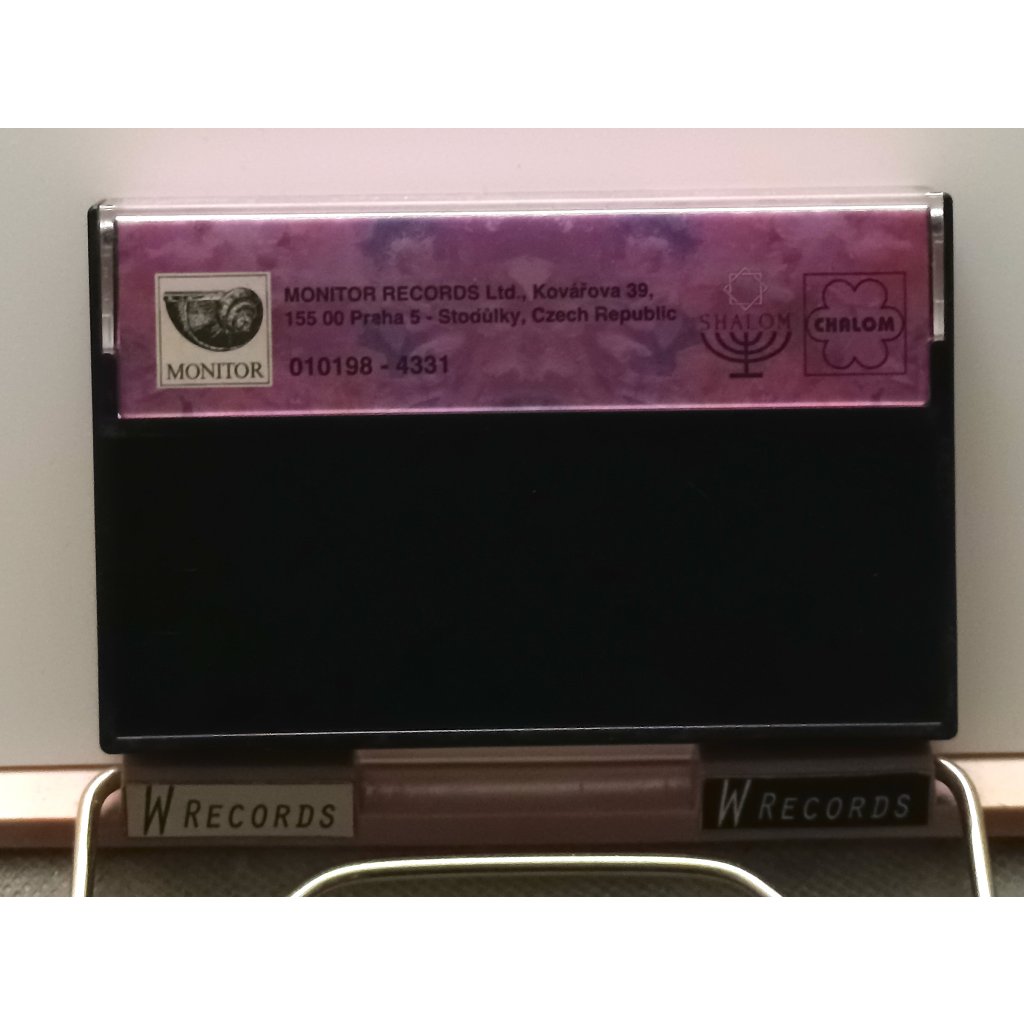 MONITOR
MONITOR RECORDS Ltd., Kovářova 39,
155 00 Praha 5 - Stodůlky, Czech Republic
010198 - 4331
SHALOM
CHALOM
W RECORDS
W RECORDS